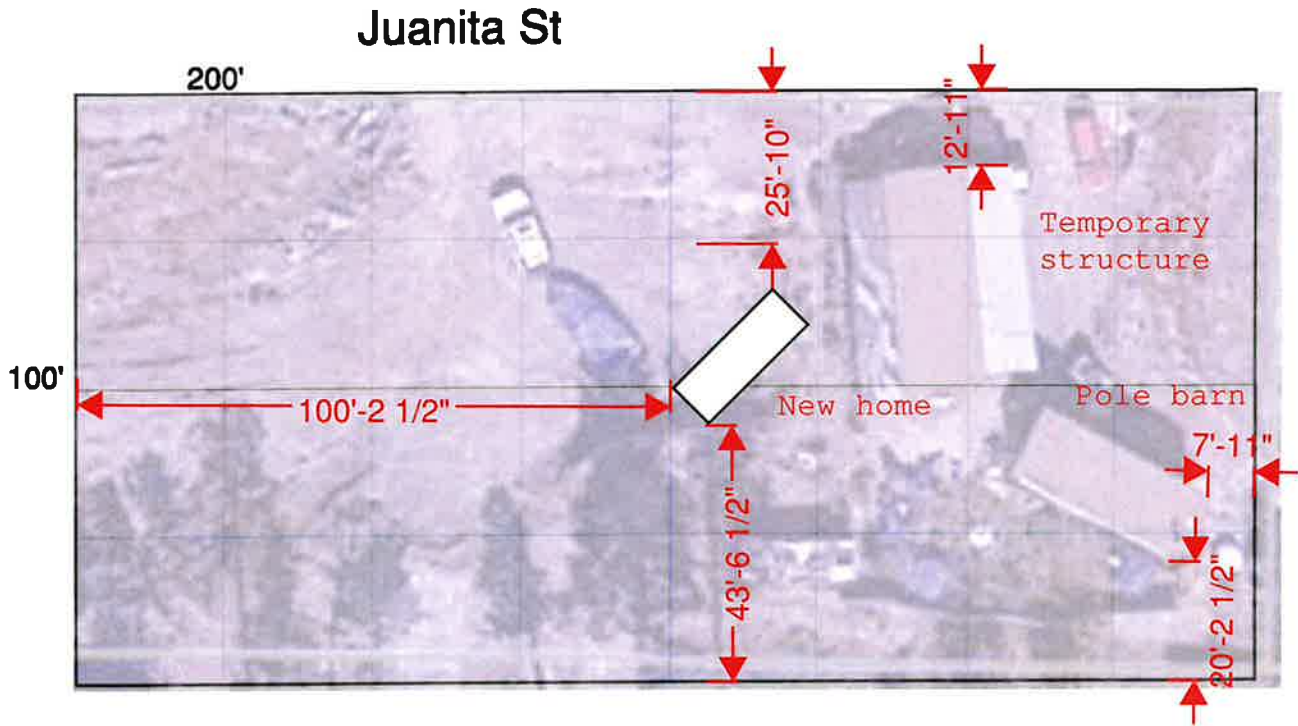 Juanita St
200'
25'-10"
12'-11"
Temporary
structure
100'
100'-2 1/2"
New home
Pole barn
7'-11"
43'-6 1/2"
20'-2 1/2"